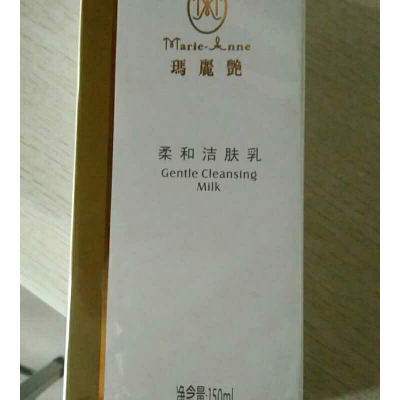 Marie-Anne
瑪麗艷
柔和洁肤乳
Gentle Cleansing
Milk
净含量:150ml